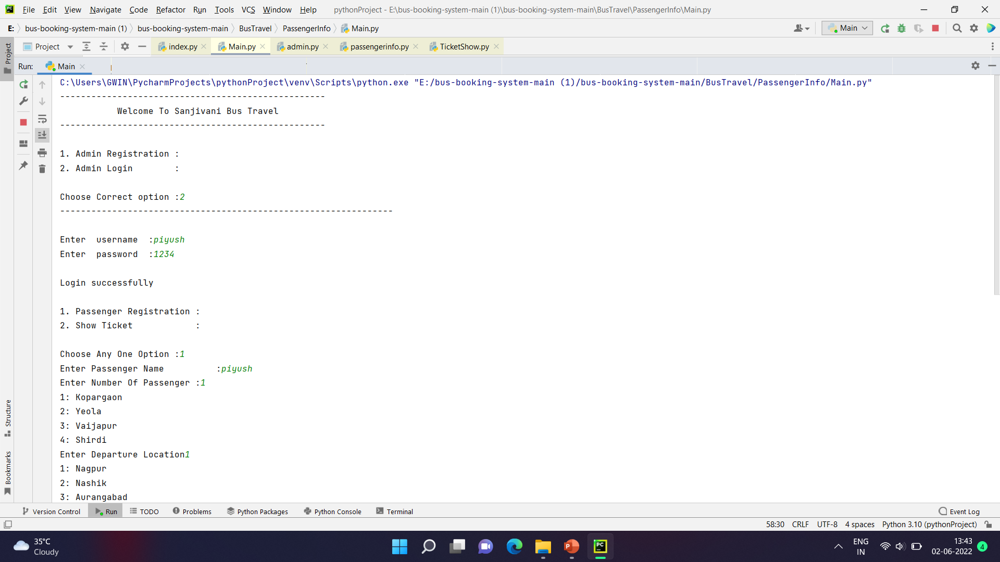 PC File Edit View Navigate Code Refactor Run Tools VCS Window Help pythonProject - E:\bus-booking-system-main (1)\bus-booking-system-main\BusTravel\PassengerInfo\Main.py
E: bus-booking-system-main (1) bus-booking-system-main BusTravel PassengerInfo Main.py Main
Project index.py Main.py admin.py passengerinfo.py TicketShow.py
Project
Run: Main
C:\Users\GWIN\PycharmProjects\pythonProject\venv\Scripts\python.exe "E:/bus-booking-system-main (1)/bus-booking-system-main/BusTravel/PassengerInfo/Main.py"
---------------------------------------------------
Welcome To Sanjivani Bus Travel
---------------------------------------------------
1. Admin Registration :
2. Admin Login        :
Choose Correct option :2
----------------------------------------------------------------
Enter  username  :piyush
Enter  password  :1234
Login successfully
1. Passenger Registration :
2. Show Ticket            :
Choose Any One Option :1
Enter Passenger Name          :piyush
Enter Number Of Passenger :1
1: Kopargaon
2: Yeola
3: Vaijapur
4: Shirdi
Enter Departure Location1
1: Nagpur
2: Nashik
3: Aurangabad
Structure
Bookmarks
Version Control Run TODO Problems Python Packages Python Console Terminal Event Log
58:30 CRLF UTF-8 4 spaces Python 3.10 (pythonProject)
35°C
Cloudy
P
PC
ENG
IN
13:43
02-06-2022
4